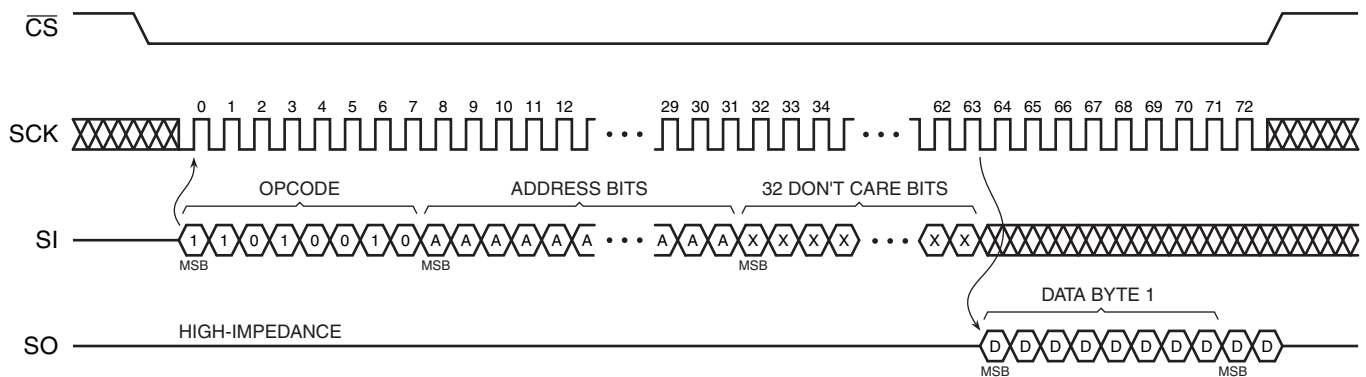 CS
0 1 2 3 4 5 6 7 8 9 10 11 12 29 30 31 32 33 34 62 63 64 65 66 67 68 69 70 71 72
SCK • • • • • •
OPCODE ADDRESS BITS 32 DON'T CARE BITS
SI 1 1 0 1 0 0 1 0 A A A A A A • • • A A A X X X X • • • X X
MSB MSB MSB
DATA BYTE 1
HIGH-IMPEDANCE
SO D D D D D D D D D D
MSB MSB